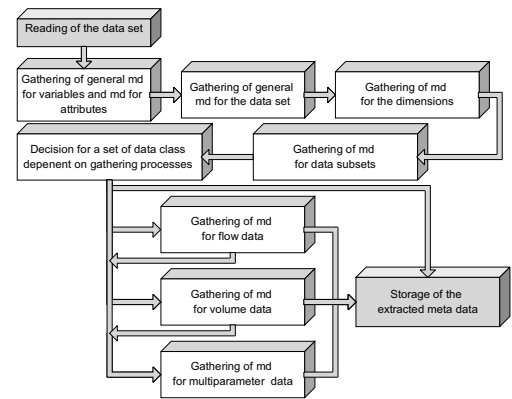 Reading of the data set
Gathering of general md
for variables and md for
attributes
Gathering of general
md for the data set
Gathering of md
for the dimensions
Decision for a set of data class
depenent on gathering processes
Gathering of md
for data subsets
Gathering of md
for flow data
Gathering of md
for volume data
Storage of the
extracted meta data
Gathering of md
for multiparameter data